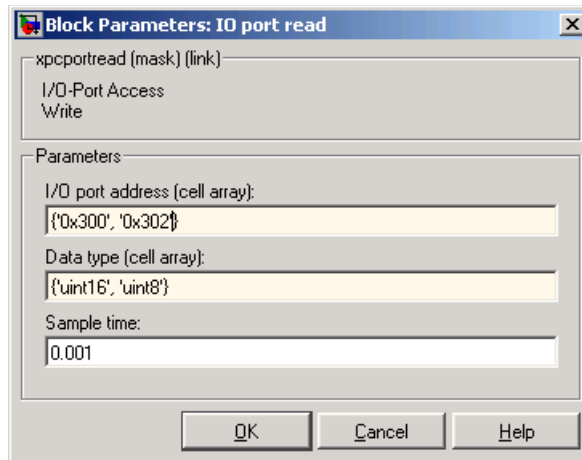 Block Parameters: IO port read
xpcportread (mask) (link)
I/O-Port Access
Write
Parameters
I/O port address (cell array):
{'0x300', '0x302'}
Data type (cell array):
{'uint16', 'uint8'}
Sample time:
0.001
OK Cancel Help